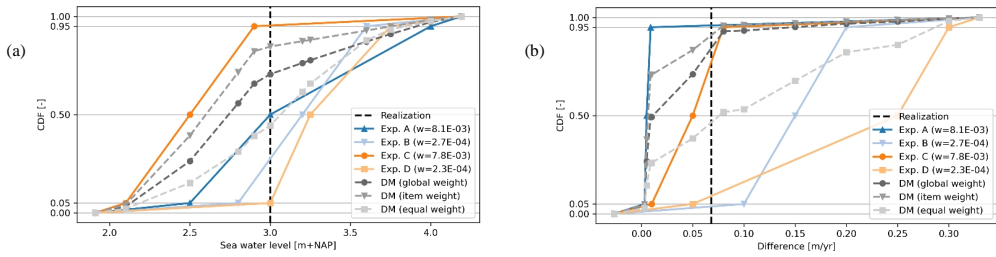 (a)
1.00
0.95
0.50
0.05
0.00
CDF [-]
2.0 2.5 3.0 3.5 4.0
Sea water level [m+NAP]
Realization
Exp. A (w=8.1E-03)
Exp. B (w=2.7E-04)
Exp. C (w=7.8E-03)
Exp. D (w=2.3E-04)
DM (global weight)
DM (item weight)
DM (equal weight)
(b)
1.00
0.95
0.50
0.05
0.00
CDF [-]
0.00 0.05 0.10 0.15 0.20 0.25 0.30
Difference [m/yr]
Realization
Exp. A (w=8.1E-03)
Exp. B (w=2.7E-04)
Exp. C (w=7.8E-03)
Exp. D (w=2.3E-04)
DM (global weight)
DM (item weight)
DM (equal weight)